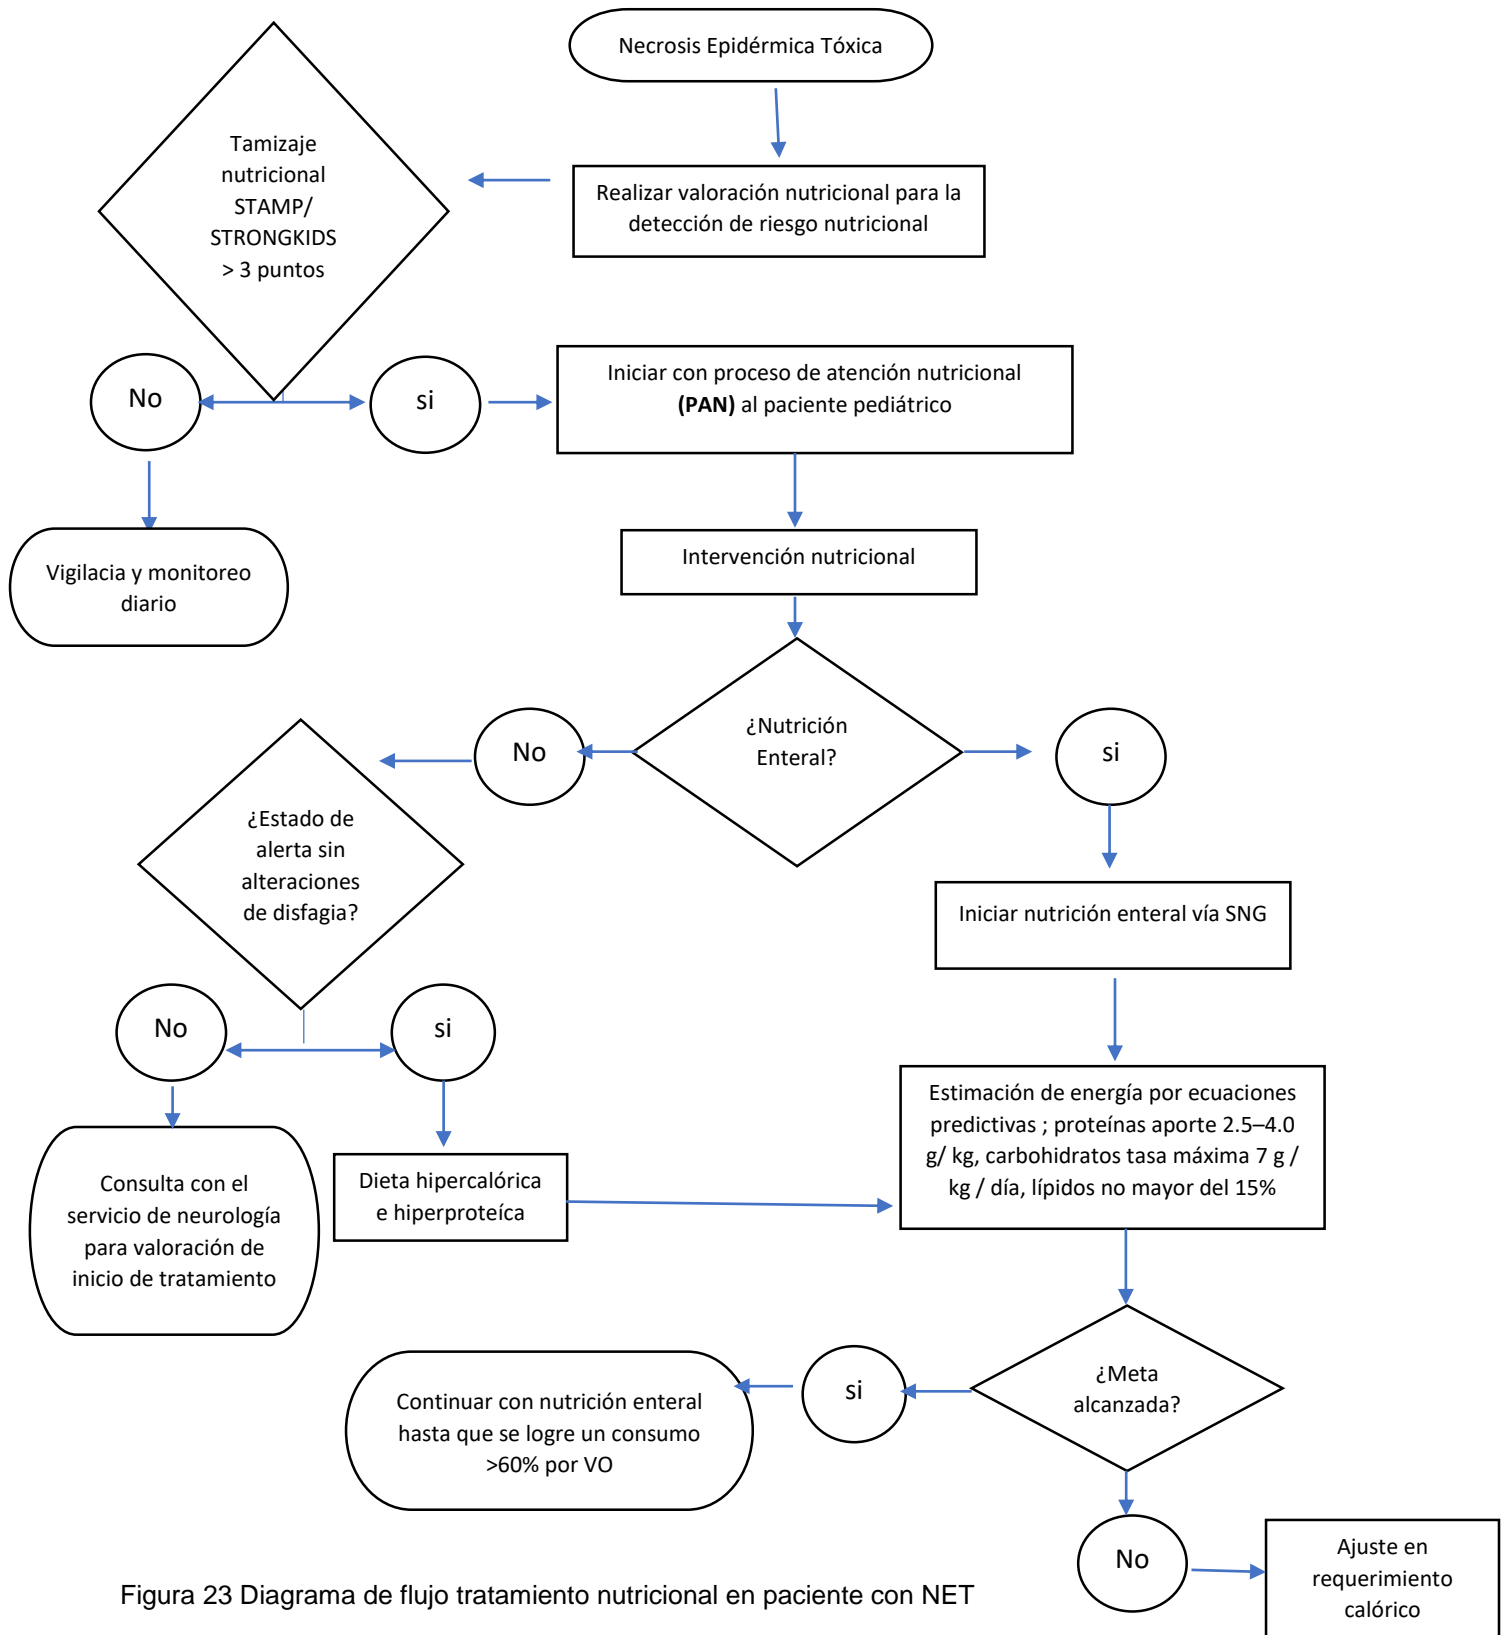 Necrosis Epidérmica Tóxica
Realizar valoración nutricional para la
detección de riesgo nutricional
Tamizaje
nutricional
STAMP/
STRONGKIDS
> 3 puntos
No
si
Iniciar con proceso de atención nutricional
(PAN) al paciente pediátrico
Vigilacia y monitoreo
diario
Intervención nutricional
¿Nutrición
Enteral?
No
si
¿Estado de
alerta sin
alteraciones
de disfagia?
Iniciar nutrición enteral vía SNG
No
si
Consulta con el
servicio de neurología
para valoración de
inicio de tratamiento
Dieta hipercalórica
e hiperproteíca
Estimación de energía por ecuaciones
predictivas ; proteínas aporte 2.5–4.0
g/ kg, carbohidratos tasa máxima 7 g /
kg / día, lípidos no mayor del 15%
¿Meta
alcanzada?
si
Continuar con nutrición enteral
hasta que se logre un consumo
>60% por VO
No
Ajuste en
requerimiento
calórico
Figura 23 Diagrama de flujo tratamiento nutricional en paciente con NET